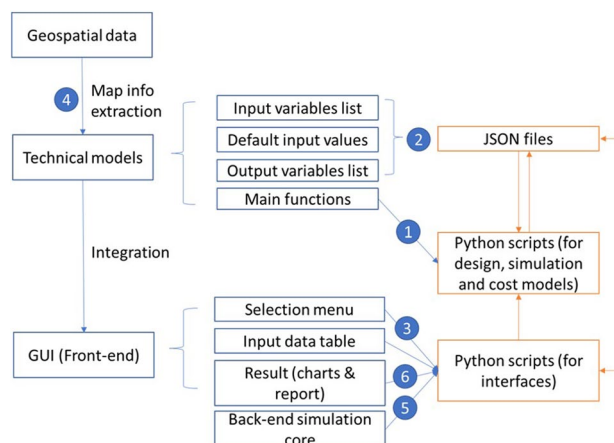 Geospatial data
4
Map info
extraction
Technical models
Integration
GUI (Front-end)
Input variables list
Default input values
Output variables list
Main functions
2
1
JSON files
Python scripts (for
design, simulation
and cost models)
Selection menu
Input data table
Result (charts &
report)
Back-end simulation
core
3
6
5
Python scripts (for
interfaces)